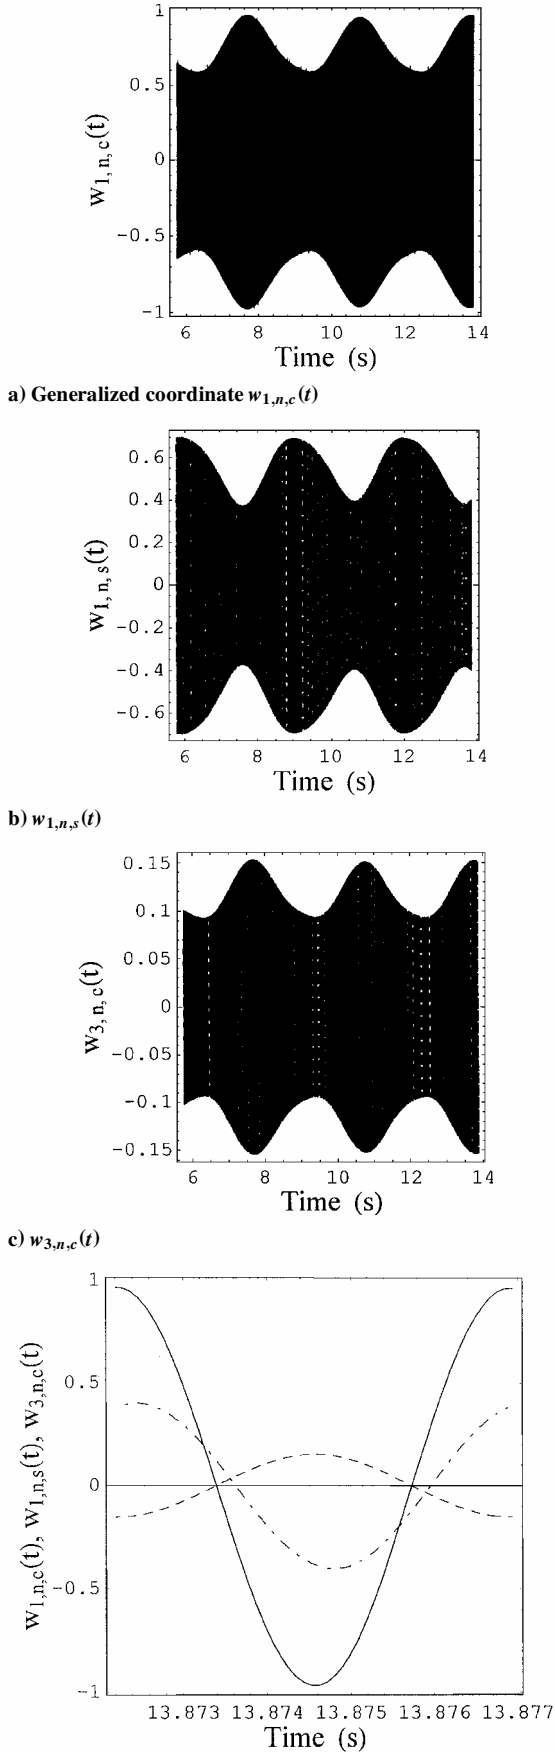 1
0.5
0
-0.5
-1
w1,n,c(t)
6 8 10 12 14
Time (s)
a) Generalized coordinate w1,n,c(t)
0.6
0.4
0.2
0
-0.2
-0.4
-0.6
w1,n,s(t)
6 8 10 12 14
Time (s)
b) w1,n,s(t)
0.15
0.1
0.05
0
-0.05
-0.1
-0.15
w3,n,c(t)
6 8 10 12 14
Time (s)
c) w3,n,c(t)
1
0.5
0
-0.5
-1
w1,n,c(t), w1,n,s(t), w3,n,c(t)
13.873 13.874 13.875 13.876 13.877
Time (s)